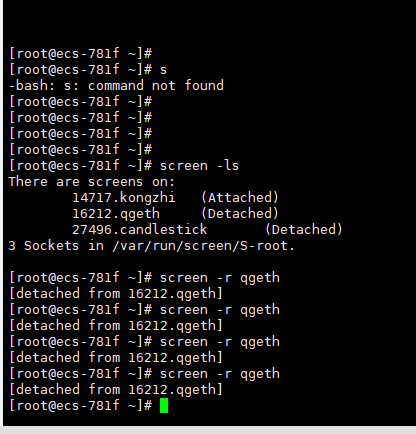 [root@ecs-781f ~]#
[root@ecs-781f ~]# s
-bash: s: command not found
[root@ecs-781f ~]#
[root@ecs-781f ~]#
[root@ecs-781f ~]#
[root@ecs-781f ~]#
[root@ecs-781f ~]# screen -ls
There are screens on:
        14717.kongzhi   (Attached)
        16212.qgeth     (Detached)
        27496.candlestick       (Detached)
3 Sockets in /var/run/screen/S-root.
[root@ecs-781f ~]# screen -r qgeth
[detached from 16212.qgeth]
[root@ecs-781f ~]# screen -r qgeth
[detached from 16212.qgeth]
[root@ecs-781f ~]# screen -r qgeth
[detached from 16212.qgeth]
[root@ecs-781f ~]# screen -r qgeth
[detached from 16212.qgeth]
[root@ecs-781f ~]#